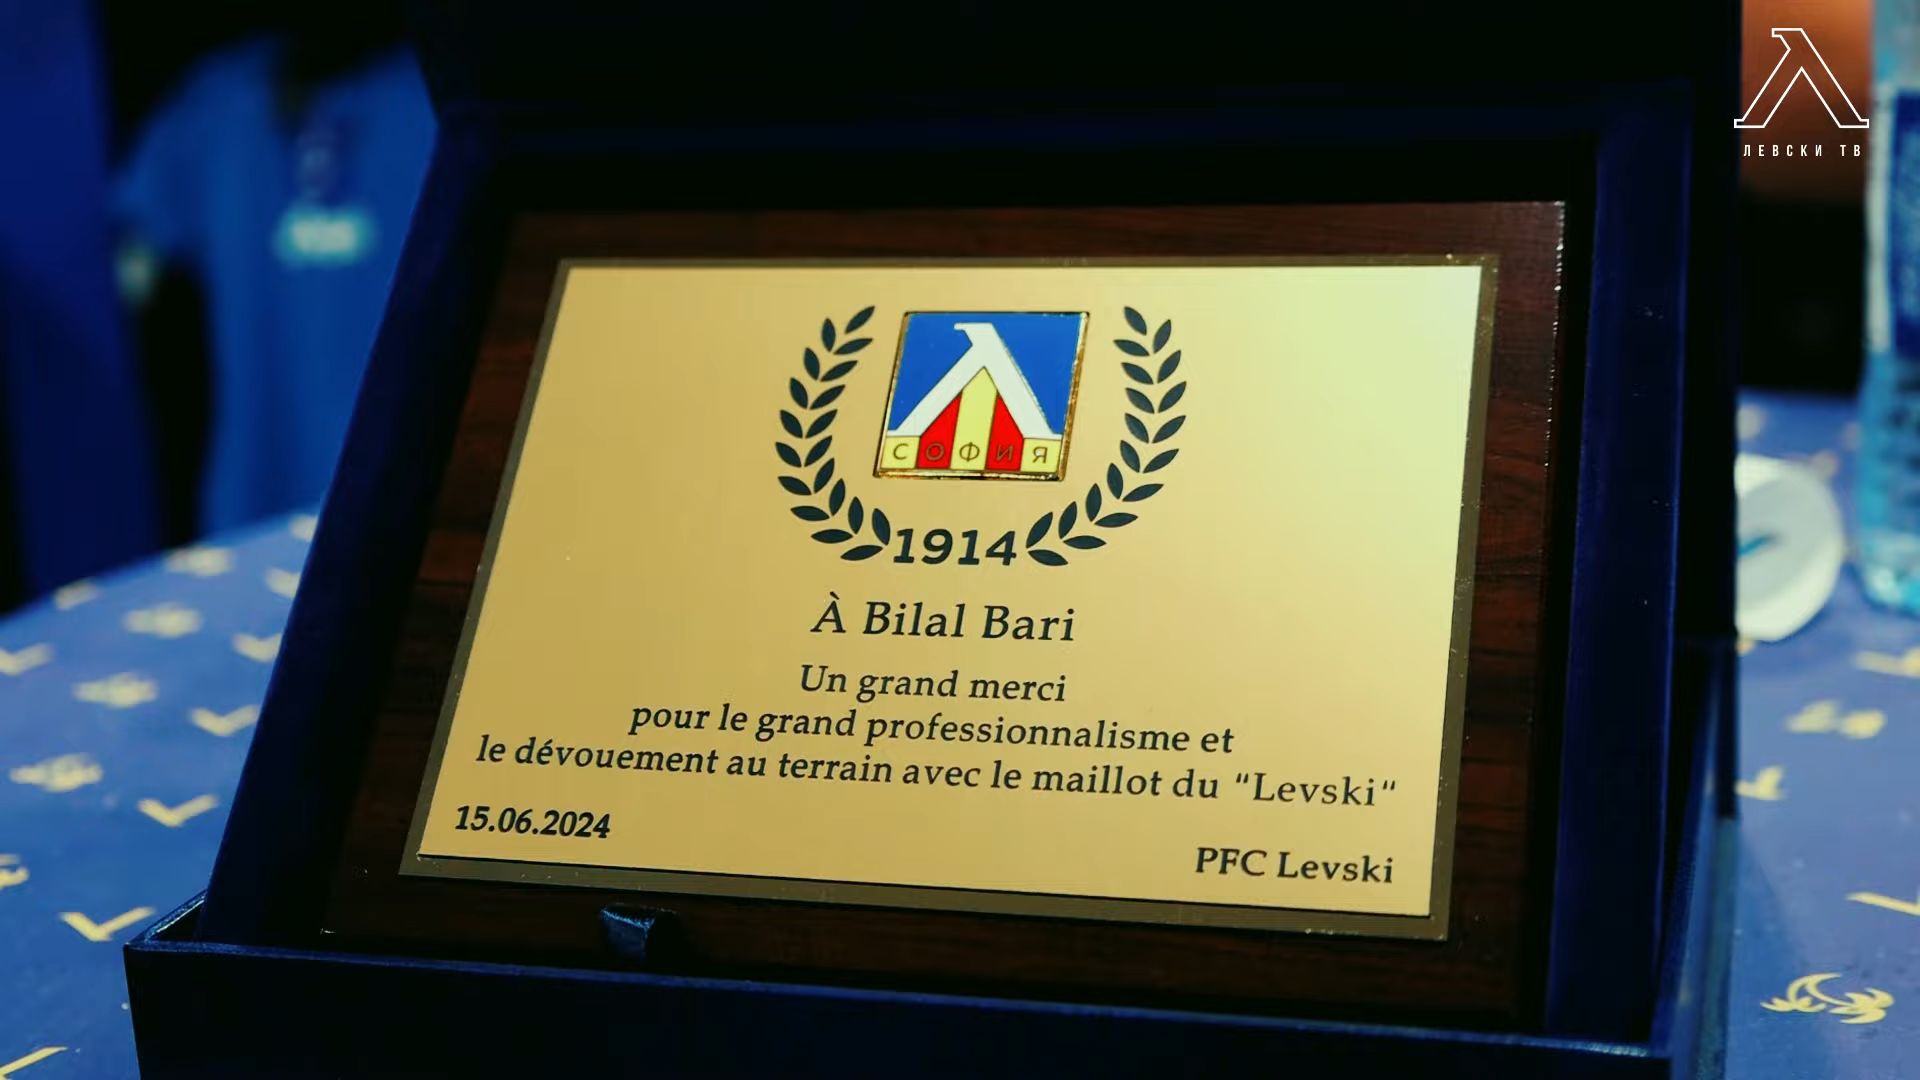 ЛЕВСКИ ТВ
СОФИЯ
1914
À Bilal Bari
Un grand merci
pour le grand professionnalisme et
le dévouement au terrain avec le maillot du "Levski"
15.06.2024
PFC Levski